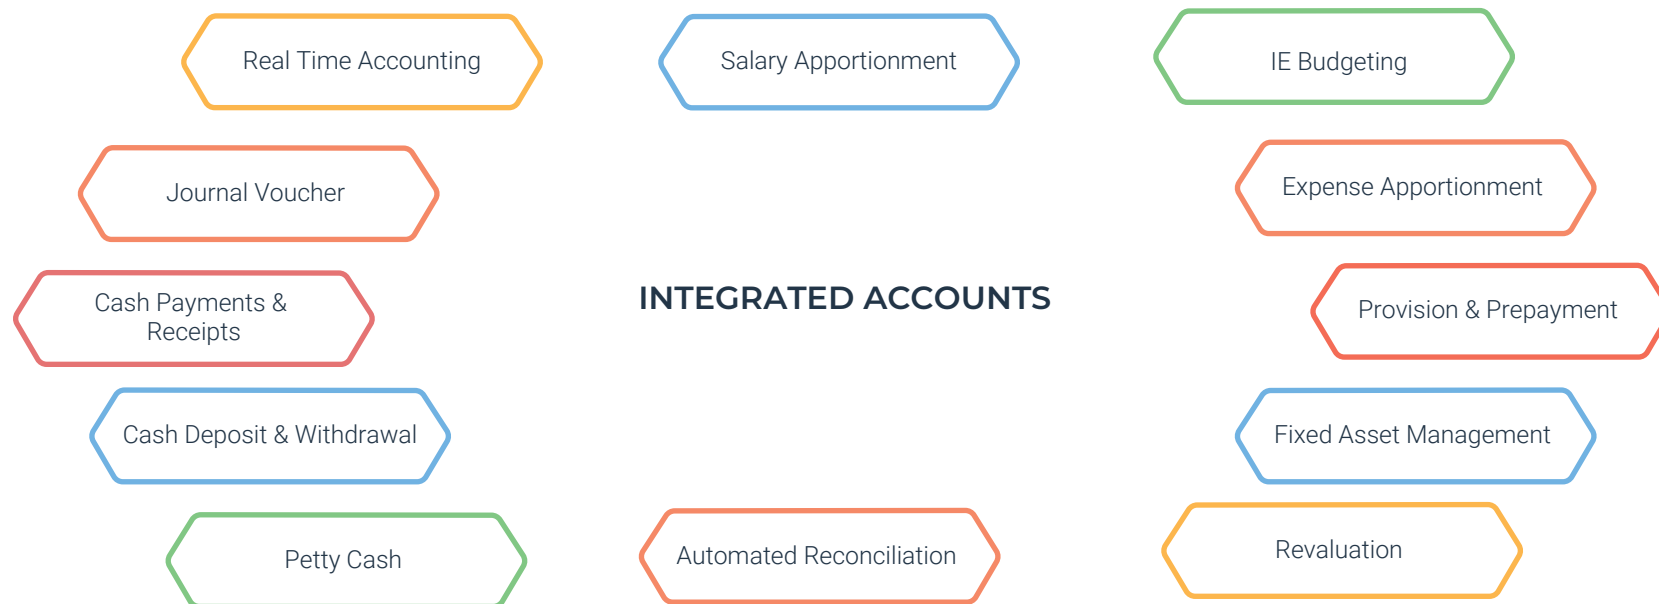 Real Time Accounting
Salary Apportionment
IE Budgeting
Journal Voucher
Expense Apportionment
Cash Payments &
Receipts
INTEGRATED ACCOUNTS
Provision & Prepayment
Cash Deposit & Withdrawal
Fixed Asset Management
Petty Cash
Automated Reconciliation
Revaluation